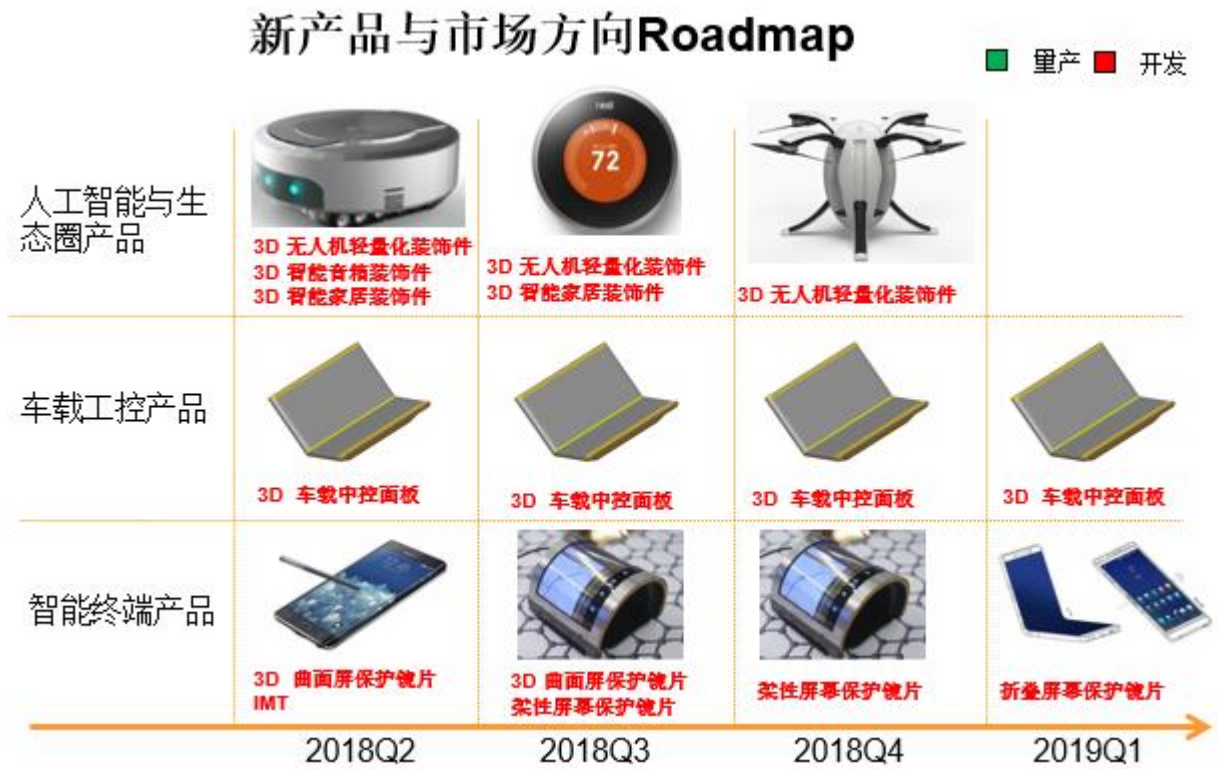 新产品与市场方向Roadmap
量产 开发
人工智能与生
态圈产品
nest
72
3D 无人机轻量化装饰件
3D 智能音箱装饰件
3D 智能家居装饰件
3D 无人机轻量化装饰件
3D 智能家居装饰件
3D 无人机轻量化装饰件
车载工控产品
3D 车载中控面板
3D 车载中控面板
3D 车载中控面板
3D 车载中控面板
智能终端产品
3D 曲面屏保护镜片
IMT
3D 曲面屏保护镜片
柔性屏幕保护镜片
柔性屏幕保护镜片
折叠屏幕保护镜片
2018Q2 2018Q3 2018Q4 2019Q1